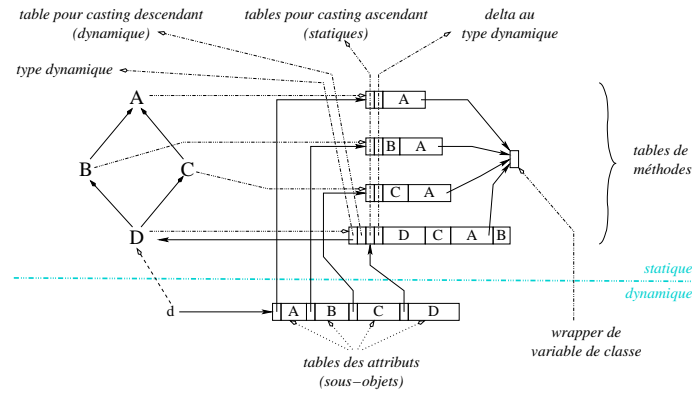 table pour casting descendant
(dynamique)
tables pour casting ascendant
(statiques)
delta au
type dynamique
type dynamique
A
A
B
C
B A
C A
D
D C A B
tables de
méthodes
statique
dynamique
d
A B C D
wrapper de
variable de classe
tables des attributs
(sous−objets)